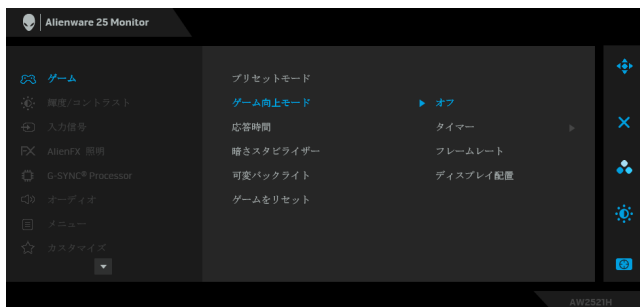 Alienware 25 Monitor
ゲーム
輝度/コントラスト
入力信号
AlienFX 照明
G-SYNC® Processor
オーディオ
メニュー
カスタマイズ
プリセットモード
ゲーム向上モード
応答時間
暗さスタビライザー
可変バックライト
ゲームをリセット
オフ
タイマー
フレームレート
ディスプレイ配置
AW2521H